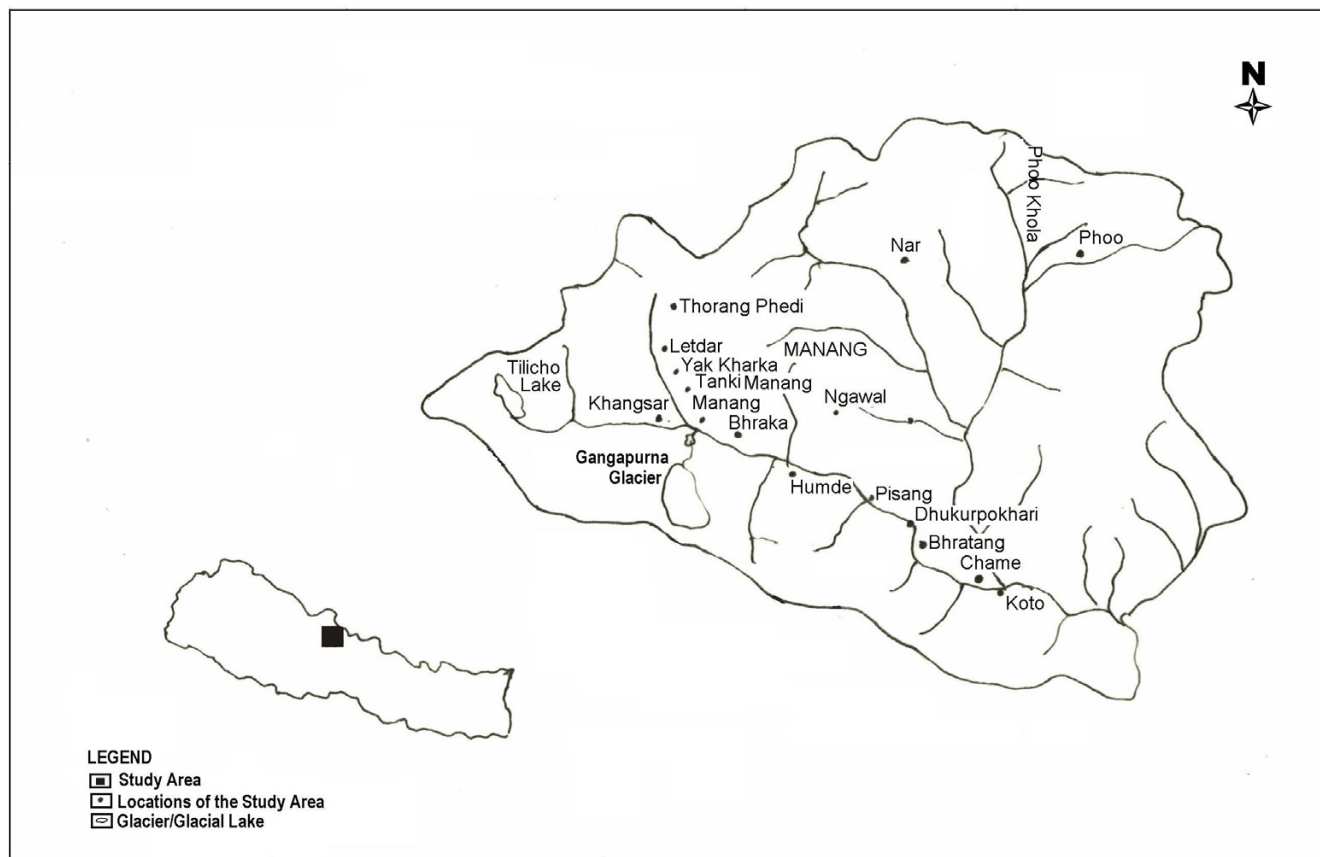 N
Phoo Khola
Nar
Phoo
Thorang Phedi
Letdar
MANANG
Tilicho
Lake
Yak Kharka
Tanki Manang
Khangsar
Manang
Ngawal
Bhraka
Gangapurna
Glacier
Humde
Pisang
Dhukurpokhari
Bhratang
Chame
Koto
LEGEND
Study Area
Locations of the Study Area
Glacier/Glacial Lake